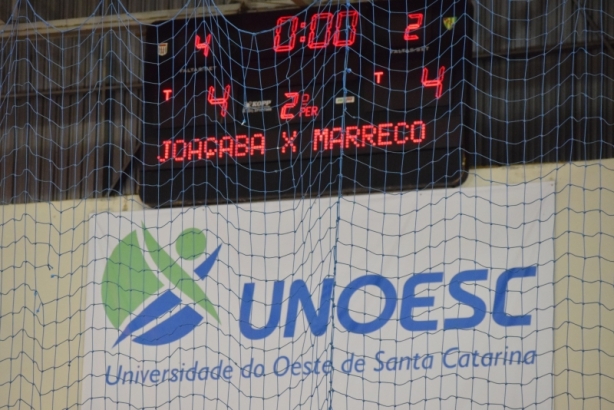 4 0:00 2
T 4 2º PER T 4
JOAÇABA X MARRECO
UNOESC
Universidade do Oeste de Santa Catarina